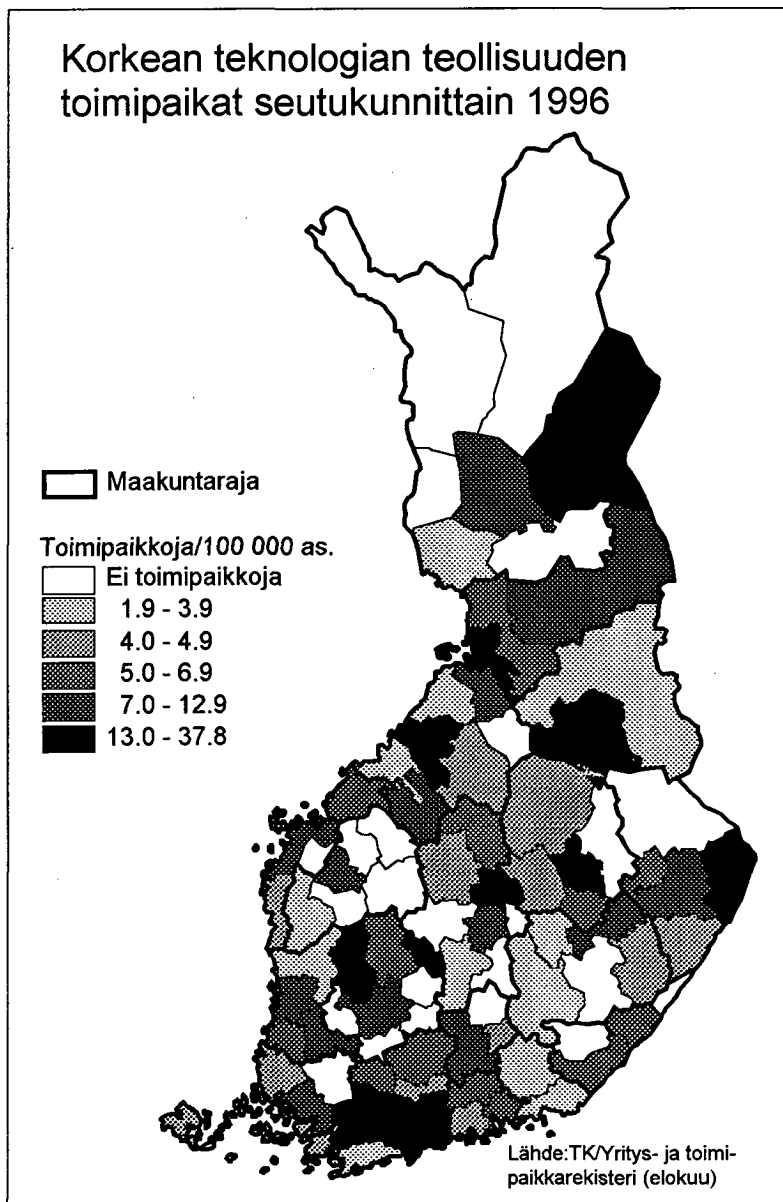 Korkean teknologian teollisuuden
toimipaikat seutukunnittain 1996
Maakuntaraja
Toimipaikkoja/100 000 as.
Ei toimipaikkoja
1.9 - 3.9
4.0 - 4.9
5.0 - 6.9
7.0 - 12.9
13.0 - 37.8
Lähde:TK/Yritys- ja toimi-
paikkarekisteri (elokuu)